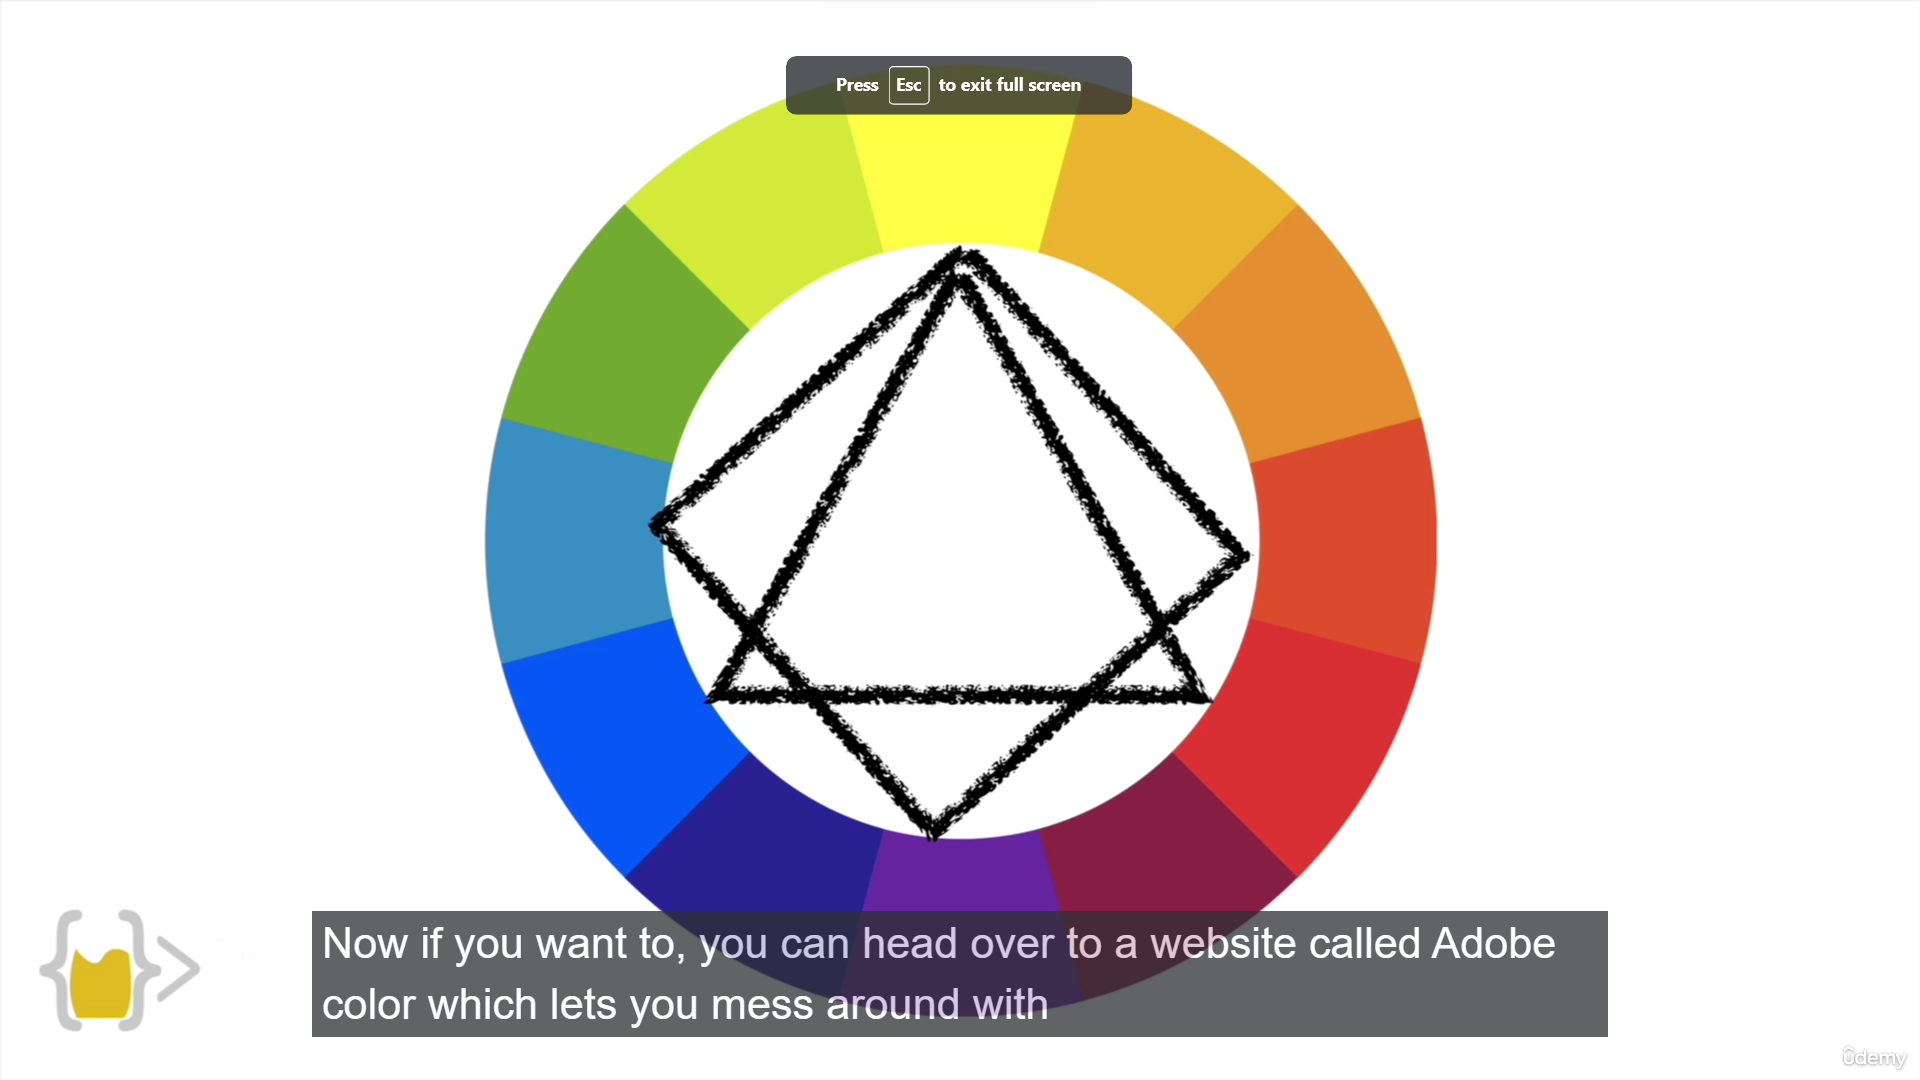 Press Esc to exit full screen
Now if you want to, you can head over to a website called Adobe
color which lets you mess around with
ûdemy